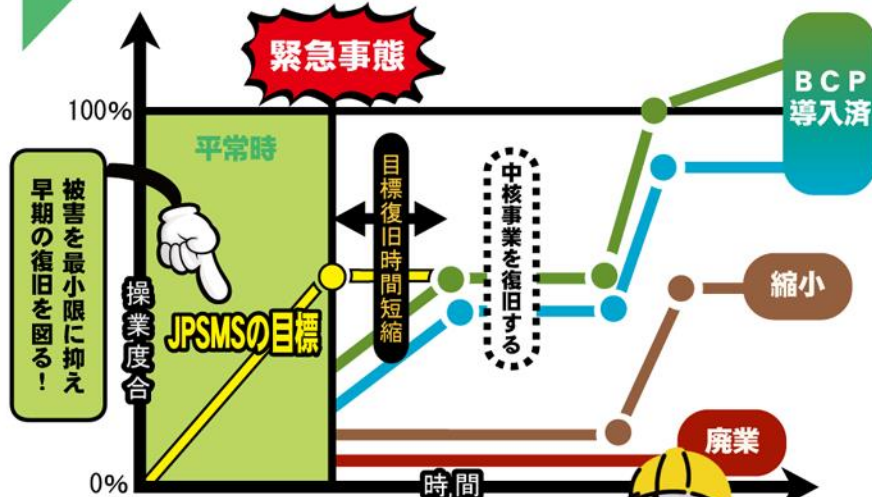 緊急事態
100%
平常時
BCP
導入済
被害を最小限に抑え
早期の復旧を図る！
操業度合
JPSMSの目標
目標復旧時間短縮
中核事業を復旧する
縮小
廃業
0%
時間